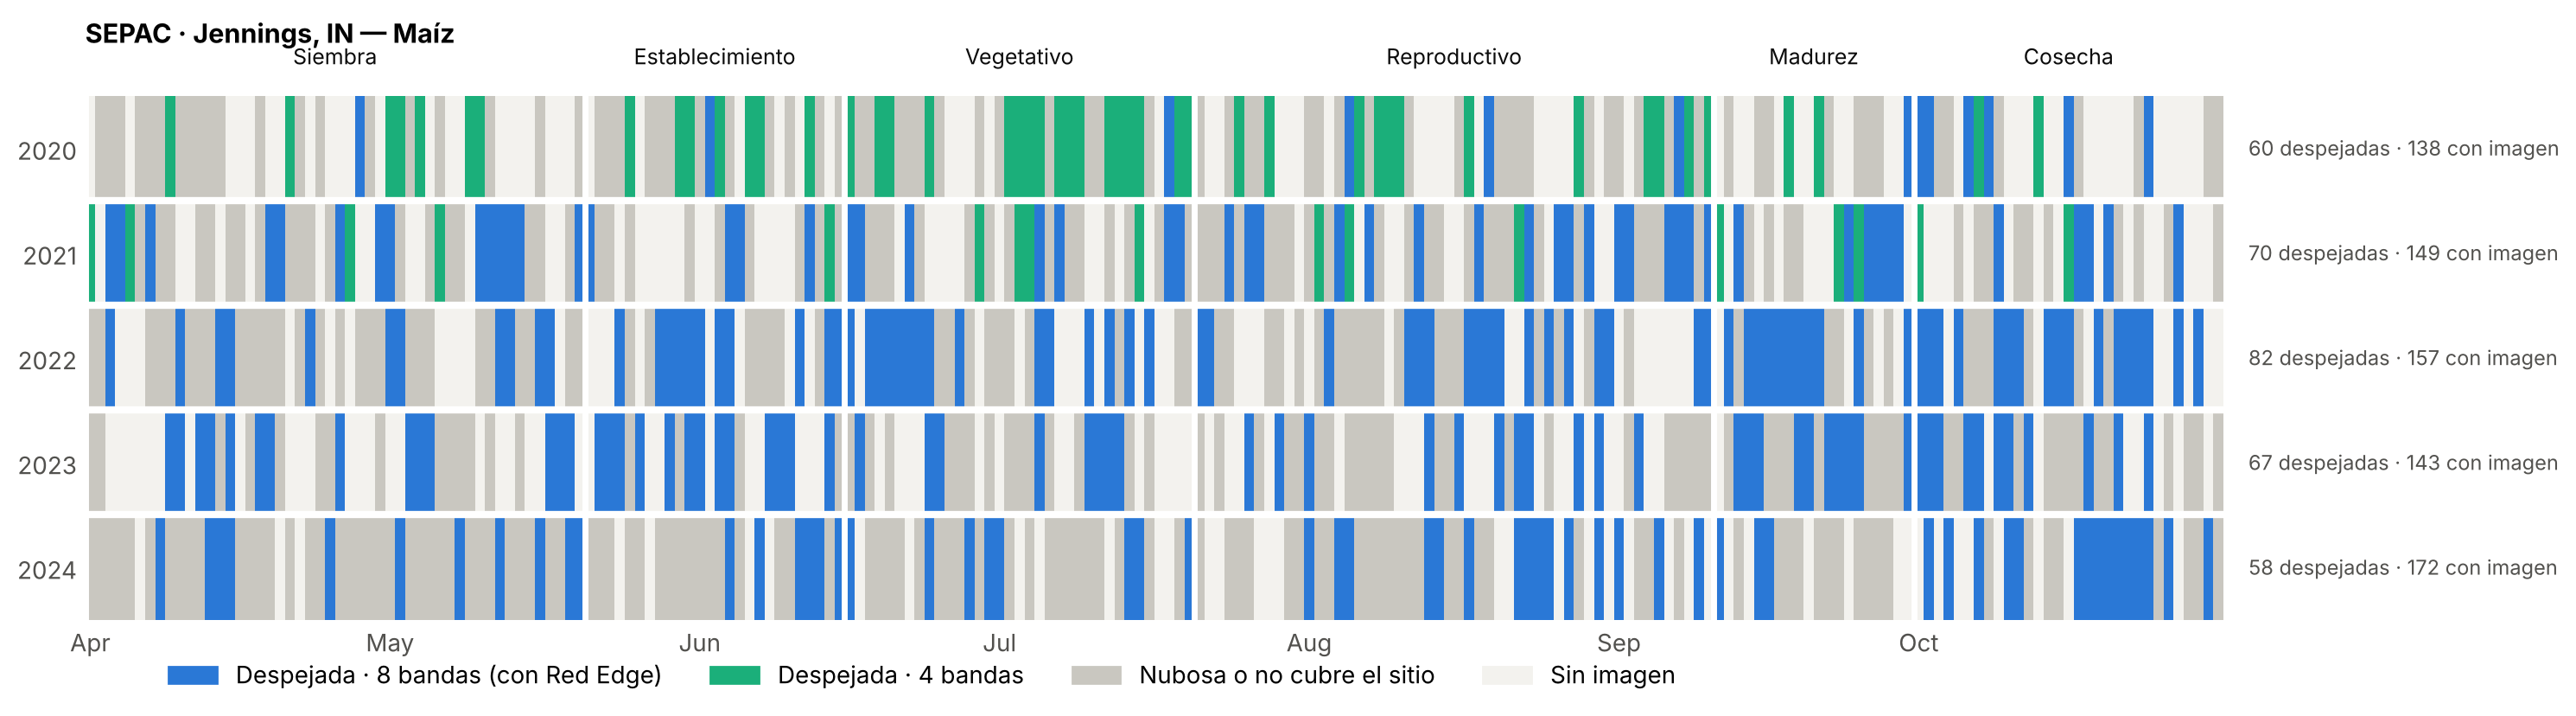 SEPAC · Jennings, IN — Maíz
Siembra Establecimiento Vegetativo Reproductivo Madurez Cosecha
2020 60 despejadas · 138 con imagen
2021 70 despejadas · 149 con imagen
2022 82 despejadas · 157 con imagen
2023 67 despejadas · 143 con imagen
2024 58 despejadas · 172 con imagen
Apr May Jun Jul Aug Sep Oct
Despejada · 8 bandas (con Red Edge) Despejada · 4 bandas Nubosa o no cubre el sitio Sin imagen